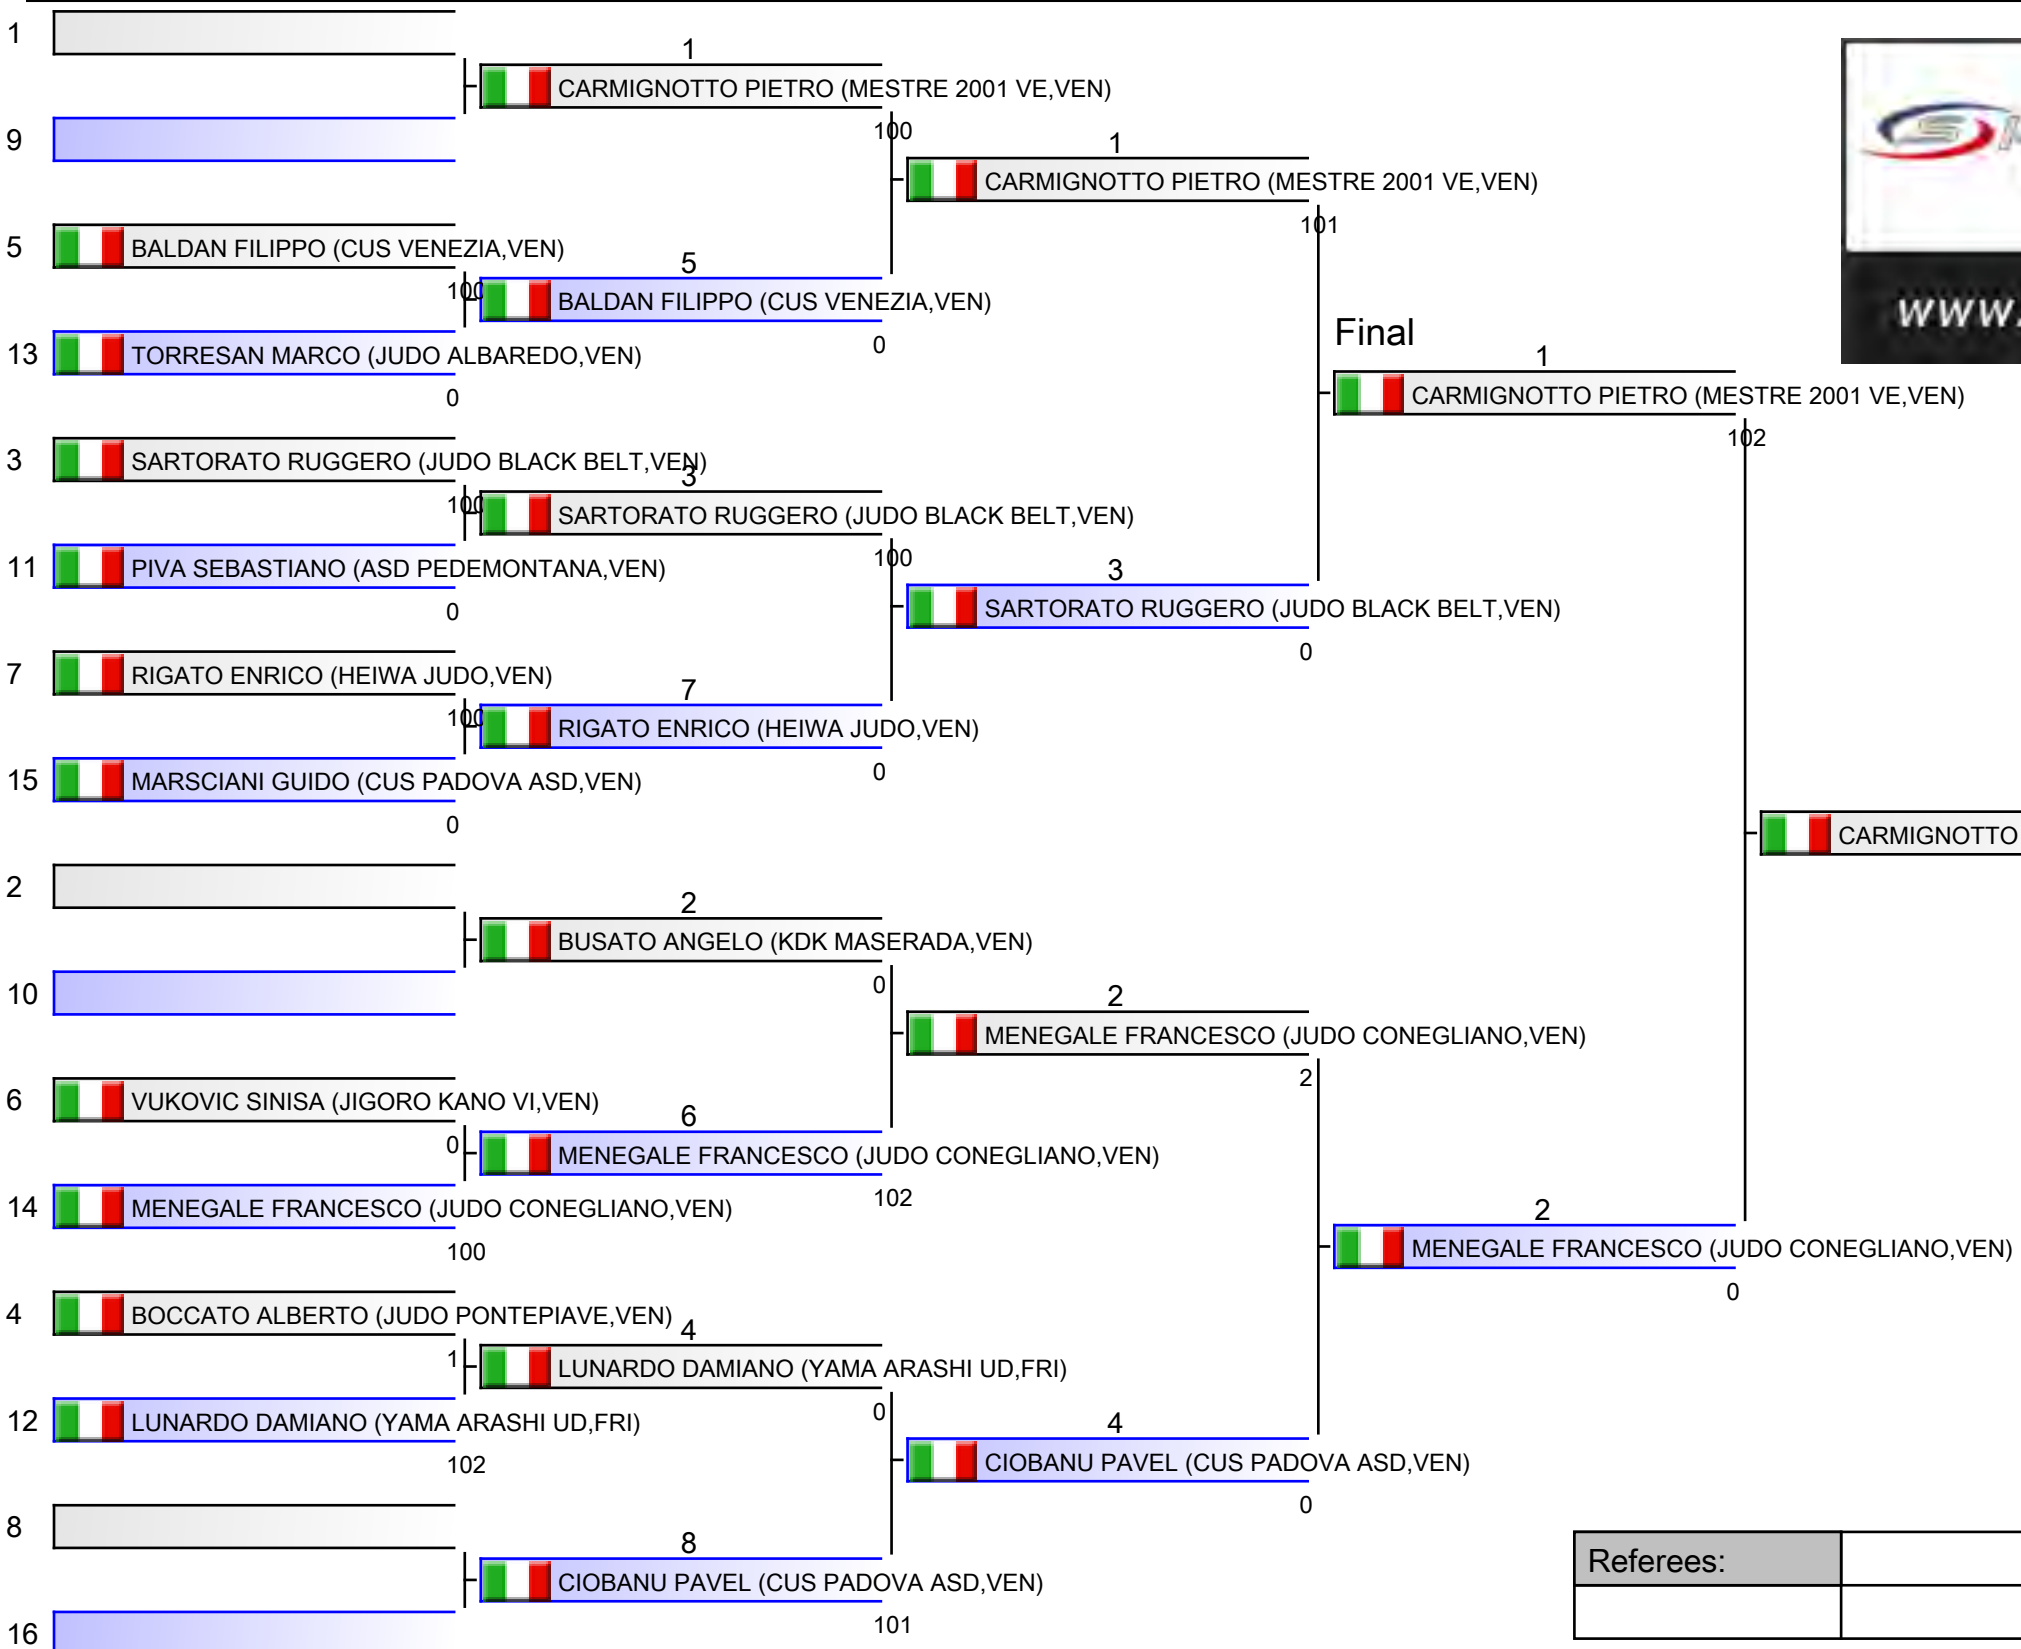 1
9
5 BALDAN FILIPPO (CUS VENEZIA,VEN)
100
13 TORRESAN MARCO (JUDO ALBAREDO,VEN)
0
3 SARTORATO RUGGERO (JUDO BLACK BELT,VEN)
100
11 PIVA SEBASTIANO (ASD PEDEMONTANA,VEN)
0
7 RIGATO ENRICO (HEIWA JUDO,VEN)
100
15 MARSCIANI GUIDO (CUS PADOVA ASD,VEN)
0
2
10
6 VUKOVIC SINISA (JIGORO KANO VI,VEN)
0
14 MENEGALE FRANCESCO (JUDO CONEGLIANO,VEN)
100
4 BOCCATO ALBERTO (JUDO PONTEPIAVE,VEN)
1
12 LUNARDO DAMIANO (YAMA ARASHI UD,FRI)
102
8
16
1
CARMIGNOTTO PIETRO (MESTRE 2001 VE,VEN)
100
5
BALDAN FILIPPO (CUS VENEZIA,VEN)
0
3
SARTORATO RUGGERO (JUDO BLACK BELT,VEN)
100
7
RIGATO ENRICO (HEIWA JUDO,VEN)
0
2
BUSATO ANGELO (KDK MASERADA,VEN)
0
6
MENEGALE FRANCESCO (JUDO CONEGLIANO,VEN)
102
4
LUNARDO DAMIANO (YAMA ARASHI UD,FRI)
0
8
CIOBANU PAVEL (CUS PADOVA ASD,VEN)
101
1
CARMIGNOTTO PIETRO (MESTRE 2001 VE,VEN)
101
3
SARTORATO RUGGERO (JUDO BLACK BELT,VEN)
0
2
MENEGALE FRANCESCO (JUDO CONEGLIANO,VEN)
2
4
CIOBANU PAVEL (CUS PADOVA ASD,VEN)
0
Final
1
CARMIGNOTTO PIETRO (MESTRE 2001 VE,VEN)
102
2
MENEGALE FRANCESCO (JUDO CONEGLIANO,VEN)
0
CARMIGNOTTO
S
www.
Referees: